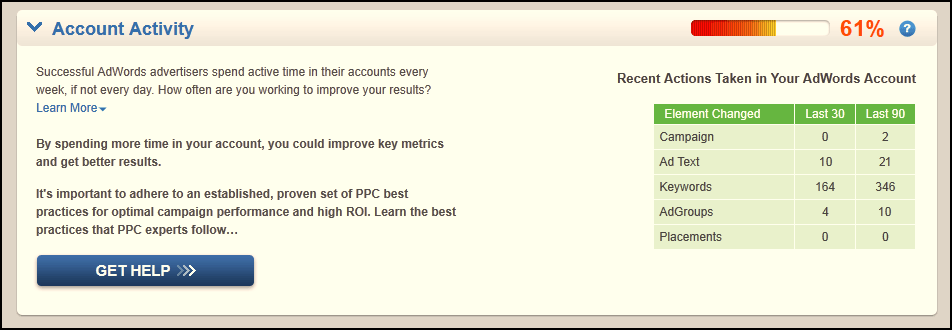 Account Activity
61% ?
Successful AdWords advertisers spend active time in their accounts every
week, if not every day. How often are you working to improve your results?
Learn More
By spending more time in your account, you could improve key metrics
and get better results.
It's important to adhere to an established, proven set of PPC best
practices for optimal campaign performance and high ROI. Learn the best
practices that PPC experts follow...
GET HELP
Recent Actions Taken in Your AdWords Account
Element Changed Last 30 Last 90
Campaign 0 2
Ad Text 10 21
Keywords 164 346
AdGroups 4 10
Placements 0 0